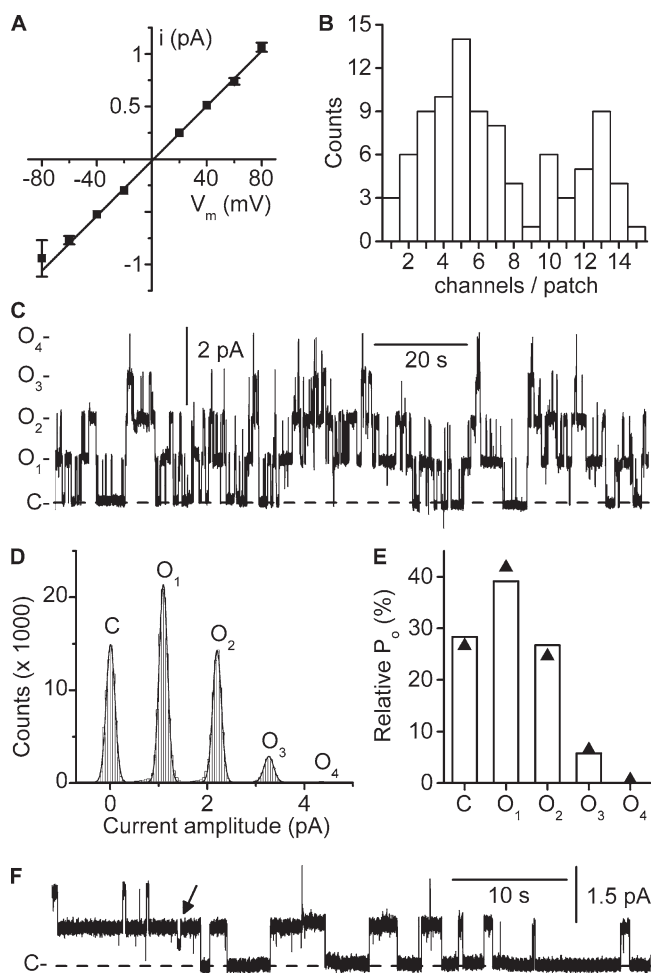 A
i (pA)
1
0.5
-80
-40
0
40
80
V_m (mV)
-1
B
Counts
15
12
9
6
3
0
2
4
6
8
10
12
14
channels / patch
C
O₄-
O₃-
O₂-
O₁-
C-
2 pA
20 s
D
Counts (x 1000)
20
10
0
C
O₁
O₂
O₃
O₄
0
2
4
Current amplitude (pA)
E
Relative P_o (%)
40
30
20
10
0
C
O₁
O₂
O₃
O₄
F
10 s
1.5 pA
C-